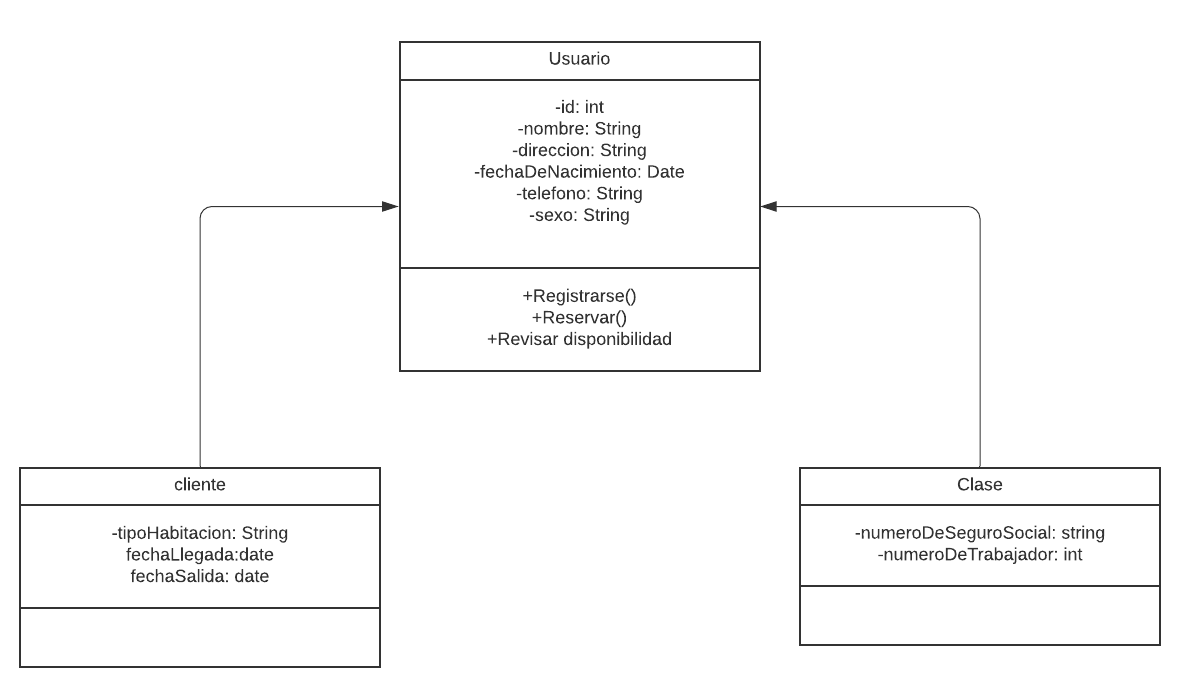 Usuario
-id: int
-nombre: String
-direccion: String
-fechaDeNacimiento: Date
-telefono: String
-sexo: String
+Registrarse()
+Reservar()
+Revisar disponibilidad
cliente
-tipoHabitacion: String
fechaLlegada:date
fechaSalida: date
Clase
-numeroDeSeguroSocial: string
-numeroDeTrabajador: int